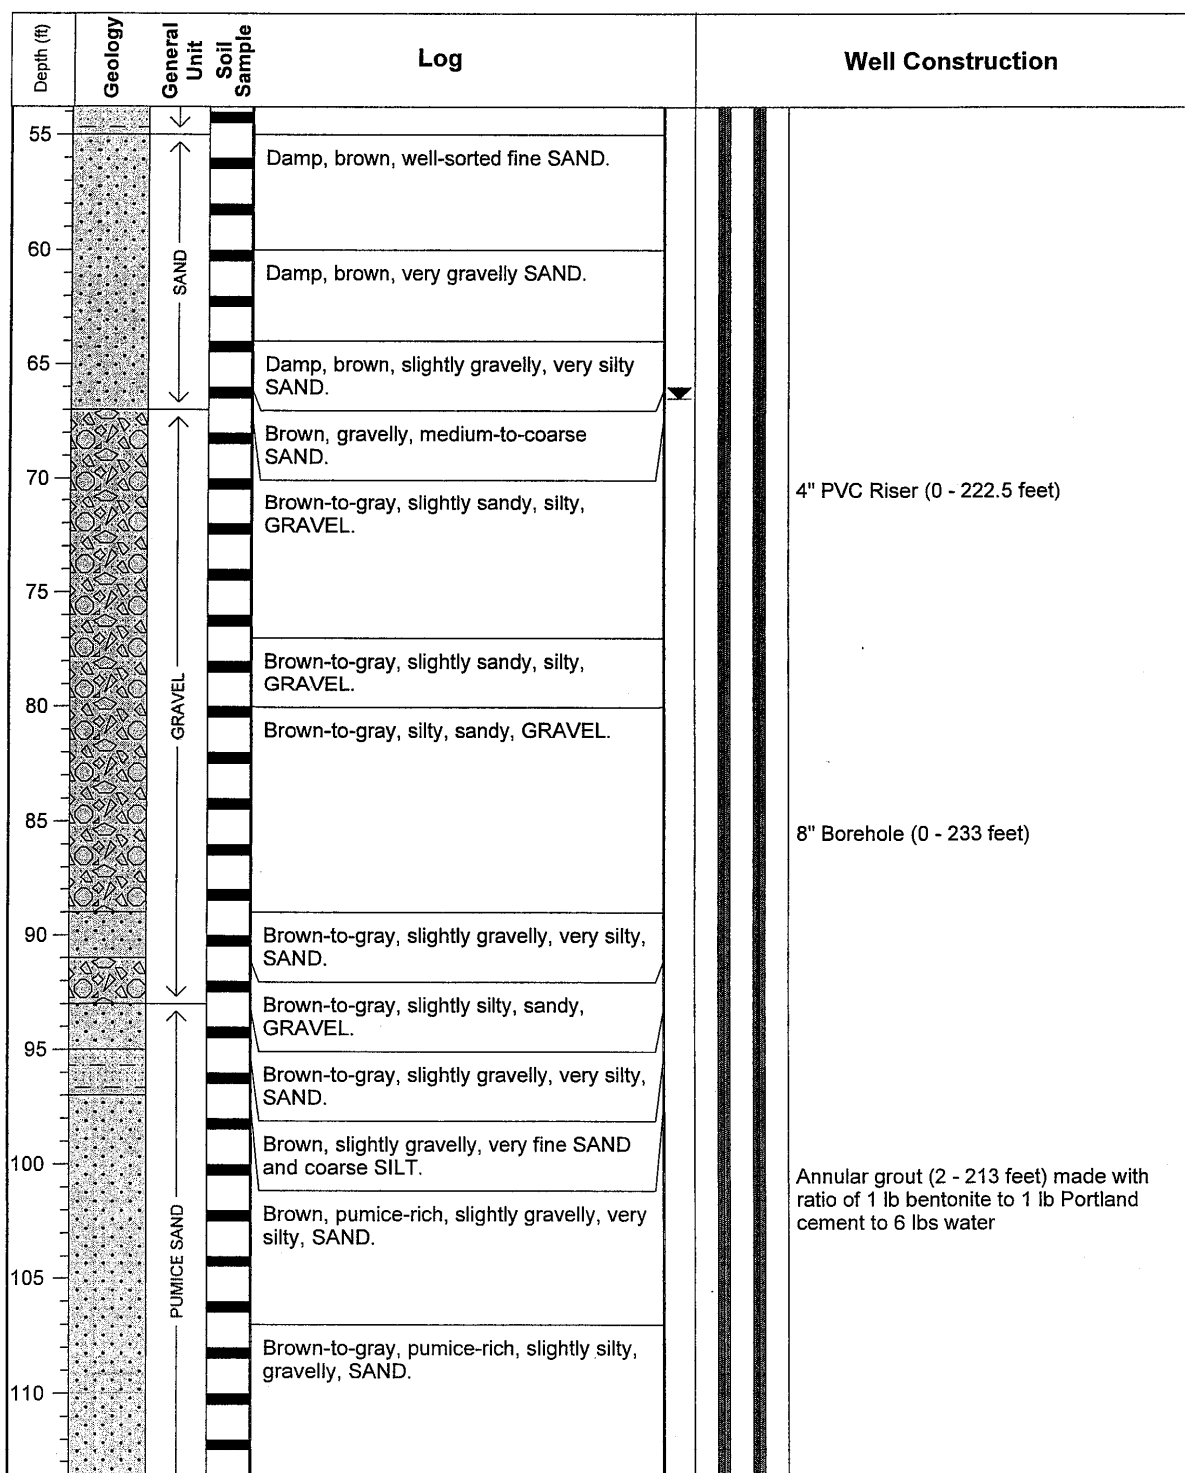 Depth (ft)
Geology
General
Unit
Soil
Sample
Log
Well Construction
55
60
65
70
75
80
85
90
95
100
105
110
SAND
GRAVEL
PUMICE SAND
Damp, brown, well-sorted fine SAND.
Damp, brown, very gravelly SAND.
Damp, brown, slightly gravelly, very silty
SAND.
Brown, gravelly, medium-to-coarse
SAND.
Brown-to-gray, slightly sandy, silty,
GRAVEL.
Brown-to-gray, slightly sandy, silty,
GRAVEL.
Brown-to-gray, silty, sandy, GRAVEL.
Brown-to-gray, slightly gravelly, very silty,
SAND.
Brown-to-gray, slightly silty, sandy,
GRAVEL.
Brown-to-gray, slightly gravelly, very silty,
SAND.
Brown, slightly gravelly, very fine SAND
and coarse SILT.
Brown, pumice-rich, slightly gravelly, very
silty, SAND.
Brown-to-gray, pumice-rich, slightly silty,
gravelly, SAND.
4" PVC Riser (0 - 222.5 feet)
8" Borehole (0 - 233 feet)
Annular grout (2 - 213 feet) made with
ratio of 1 lb bentonite to 1 lb Portland
cement to 6 lbs water